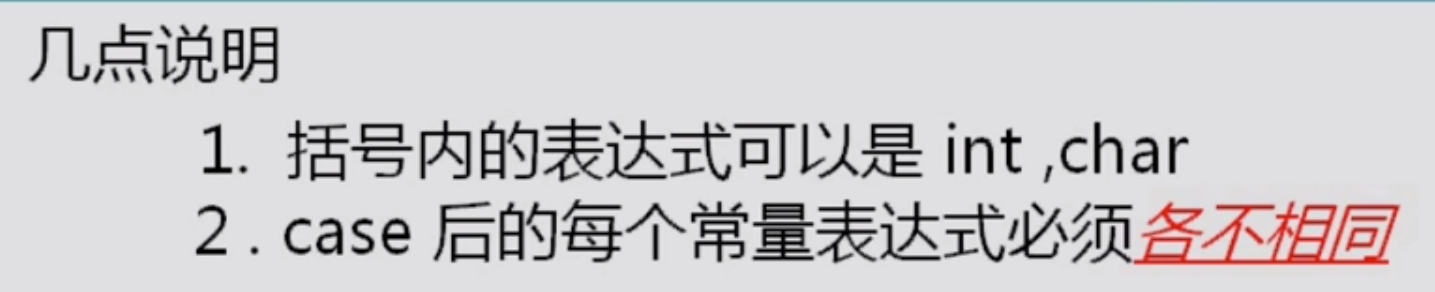 几点说明
1. 括号内的表达式可以是 int ,char
2 . case 后的每个常量表达式必须各不相同